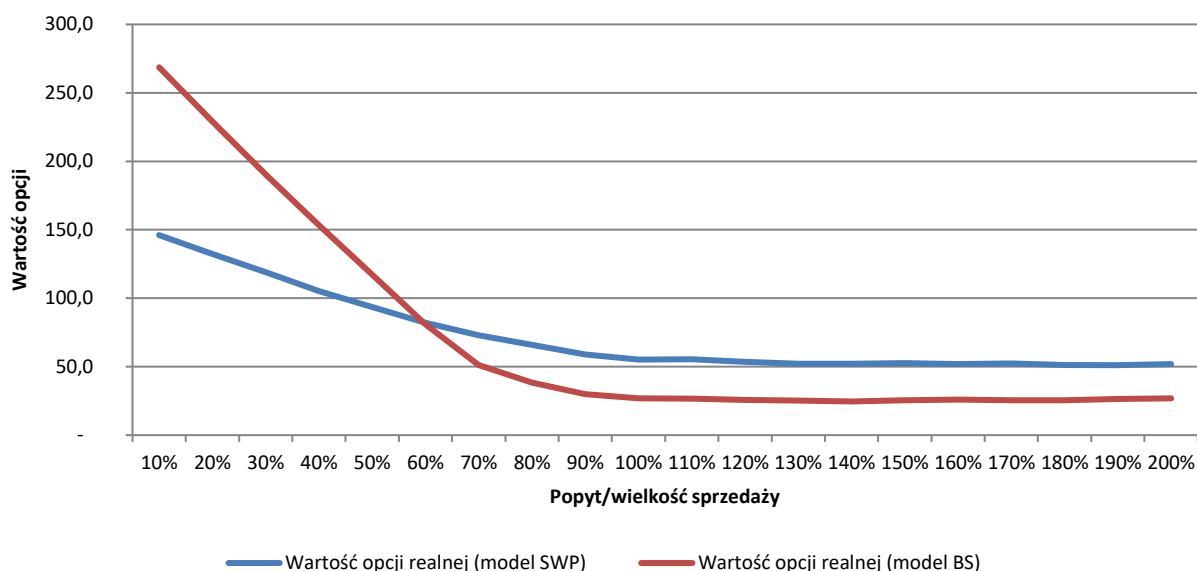 300,0
250,0
200,0
150,0
100,0
50,0
-
Wartość opcji
10% 20% 30% 40% 50% 60% 70% 80% 90% 100% 110% 120% 130% 140% 150% 160% 170% 180% 190% 200%
Popyt/wielkość sprzedaży
Wartość opcji realnej (model SWP) Wartość opcji realnej (model BS)